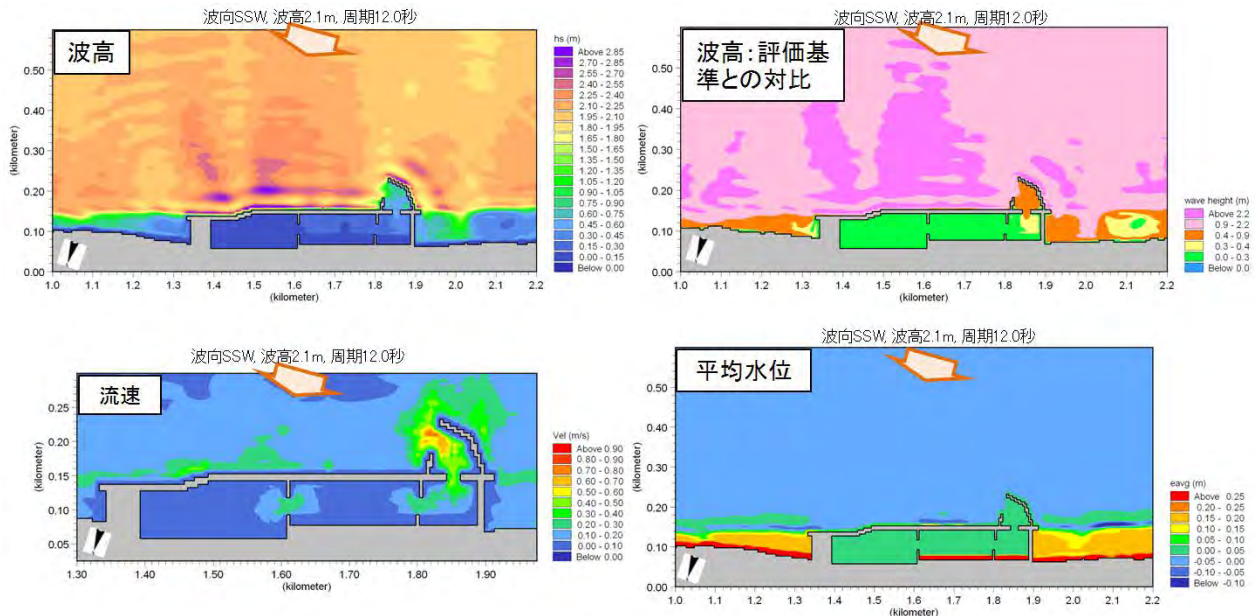 波向SSW, 波高2.1m, 周期12.0秒
波高
(kilometer)
0.50
0.40
0.30
0.20
0.10
0.00
1.0 1.1 1.2 1.3 1.4 1.5 1.6 1.7 1.8 1.9 2.0 2.1 2.2
(kilometer)
hs (m)
Above 2.85
2.70 - 2.85
2.55 - 2.70
2.40 - 2.55
2.25 - 2.40
2.10 - 2.25
1.95 - 2.10
1.80 - 1.95
1.65 - 1.80
1.50 - 1.65
1.35 - 1.50
1.20 - 1.35
1.05 - 1.20
0.90 - 1.05
0.75 - 0.90
0.60 - 0.75
0.45 - 0.60
0.30 - 0.45
0.15 - 0.30
0.00 - 0.15
Below 0.00
波向SSW, 波高2.1m, 周期12.0秒
波高:評価基
準との対比
(kilometer)
0.50
0.40
0.30
0.20
0.10
0.00
1.0 1.1 1.2 1.3 1.4 1.5 1.6 1.7 1.8 1.9 2.0 2.1 2.2
(kilometer)
wave height (m)
Above 2.2
0.9 - 2.2
0.4 - 0.9
0.3 - 0.4
0.0 - 0.3
Below 0.0
波向SSW, 波高2.1m, 周期12.0秒
流速
(kilometer)
0.25
0.20
0.15
0.10
0.05
1.30 1.40 1.50 1.60 1.70 1.80 1.90
(kilometer)
Vel (m/s)
Above 0.90
0.80 - 0.90
0.70 - 0.80
0.60 - 0.70
0.50 - 0.60
0.40 - 0.50
0.30 - 0.40
0.20 - 0.30
0.10 - 0.20
0.00 - 0.10
Below 0.00
波向SSW, 波高2.1m, 周期12.0秒
平均水位
(kilometer)
0.50
0.40
0.30
0.20
0.10
0.00
1.0 1.1 1.2 1.3 1.4 1.5 1.6 1.7 1.8 1.9 2.0 2.1 2.2
(kilometer)
eavg (m)
Above 0.25
0.20 - 0.25
0.15 - 0.20
0.10 - 0.15
0.05 - 0.10
0.00 - 0.05
-0.05 - 0.00
-0.10 - -0.05
Below -0.10